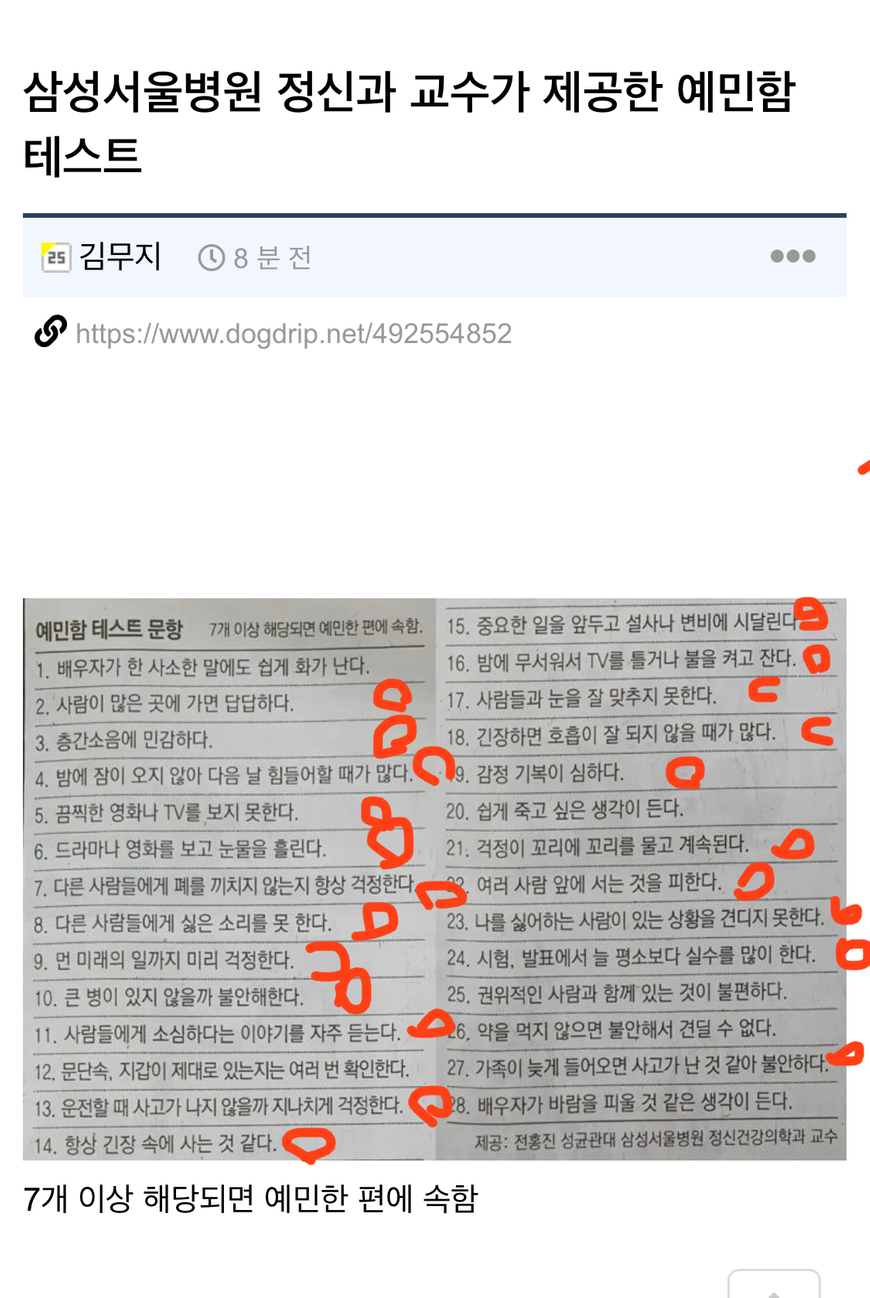 삼성서울병원 정신과 교수가 제공한 예민함
테스트
25 김무지 8 분 전
https://www.dogdrip.net/492554852
예민함 테스트 문항 7개 이상 해당되면 예민한 편에 속함.
1. 배우자가 한 사소한 말에도 쉽게 화가 난다.
2. 사람이 많은 곳에 가면 답답하다.
3. 층간소음에 민감하다.
4. 밤에 잠이 오지 않아 다음 날 힘들어할 때가 많다.
5. 끔찍한 영화나 TV를 보지 못한다.
6. 드라마나 영화를 보고 눈물을 흘린다.
7. 다른 사람들에게 폐를 끼치지 않는지 항상 걱정한다.
8. 다른 사람들에게 싫은 소리를 못 한다.
9. 먼 미래의 일까지 미리 걱정한다.
10. 큰 병이 있지 않을까 불안해한다.
11. 사람들에게 소심하다는 이야기를 자주 듣는다.
12. 문단속, 지갑이 제대로 있는지는 여러 번 확인한다.
13. 운전할 때 사고가 나지 않을까 지나치게 걱정한다.
14. 항상 긴장 속에 사는 것 같다.
15. 중요한 일을 앞두고 설사나 변비에 시달린다
16. 밤에 무서워서 TV를 틀거나 불을 켜고 잔다.
17. 사람들과 눈을 잘 맞추지 못한다.
18. 긴장하면 호흡이 잘 되지 않을 때가 많다.
19. 감정 기복이 심하다.
20. 쉽게 죽고 싶은 생각이 든다.
21. 걱정이 꼬리에 꼬리를 물고 계속된다.
22. 여러 사람 앞에 서는 것을 피한다.
23. 나를 싫어하는 사람이 있는 상황을 견디지 못한다.
24. 시험, 발표에서 늘 평소보다 실수를 많이 한다.
25. 권위적인 사람과 함께 있는 것이 불편하다.
26. 약을 먹지 않으면 불안해서 견딜 수 없다.
27. 가족이 늦게 들어오면 사고가 난 것 같아 불안하다.
28. 배우자가 바람을 피울 것 같은 생각이 든다.
제공: 전홍진 성균관대 삼성서울병원 정신건강의학과 교수
7개 이상 해당되면 예민한 편에 속함